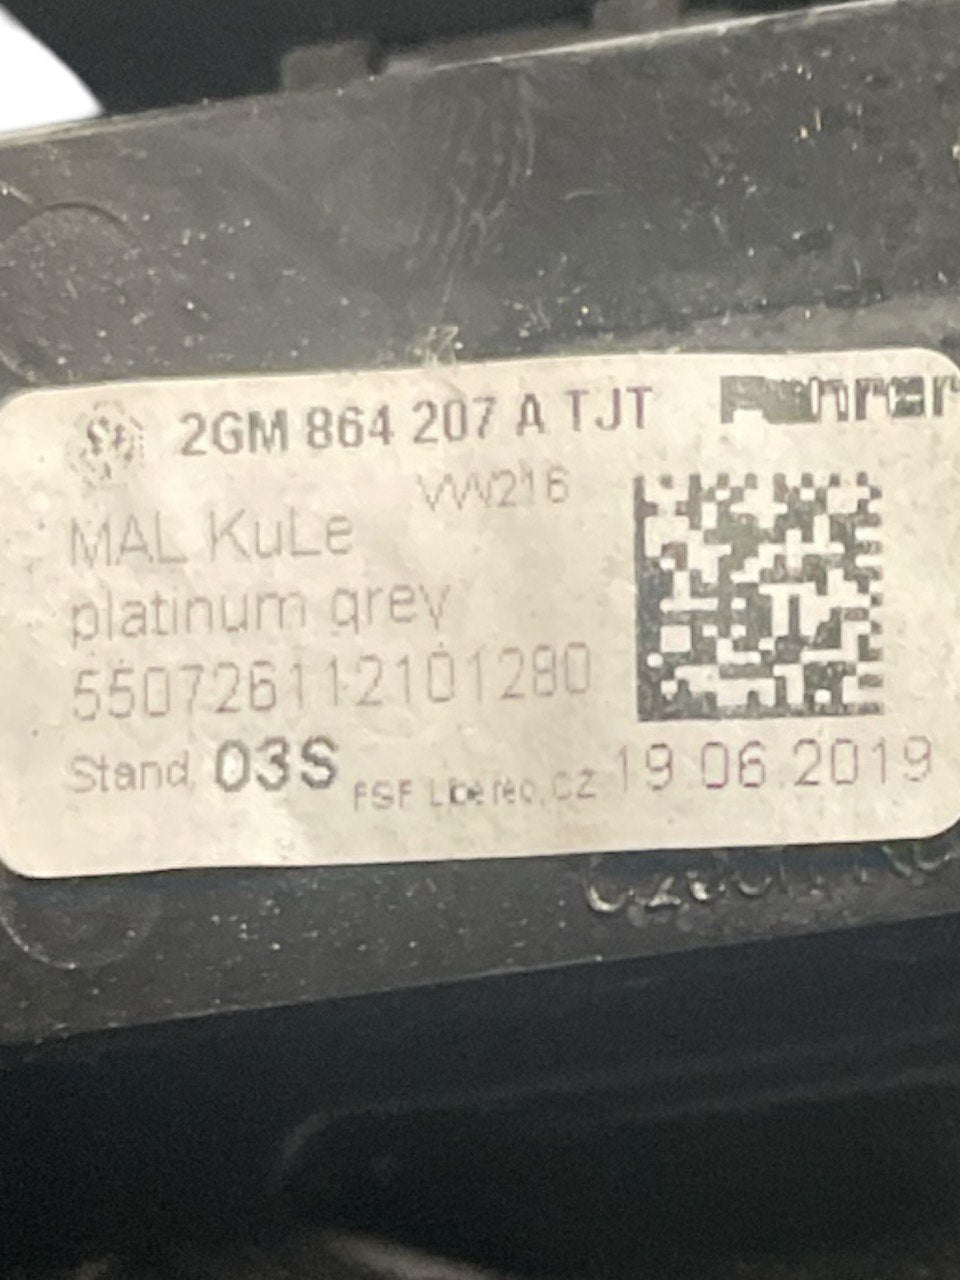 2GM 864 207 A TJT
VW216
MAL KuLe
platinum grey
550726112101280
Stand 03S FSF Liberec, CZ 19.06.2019